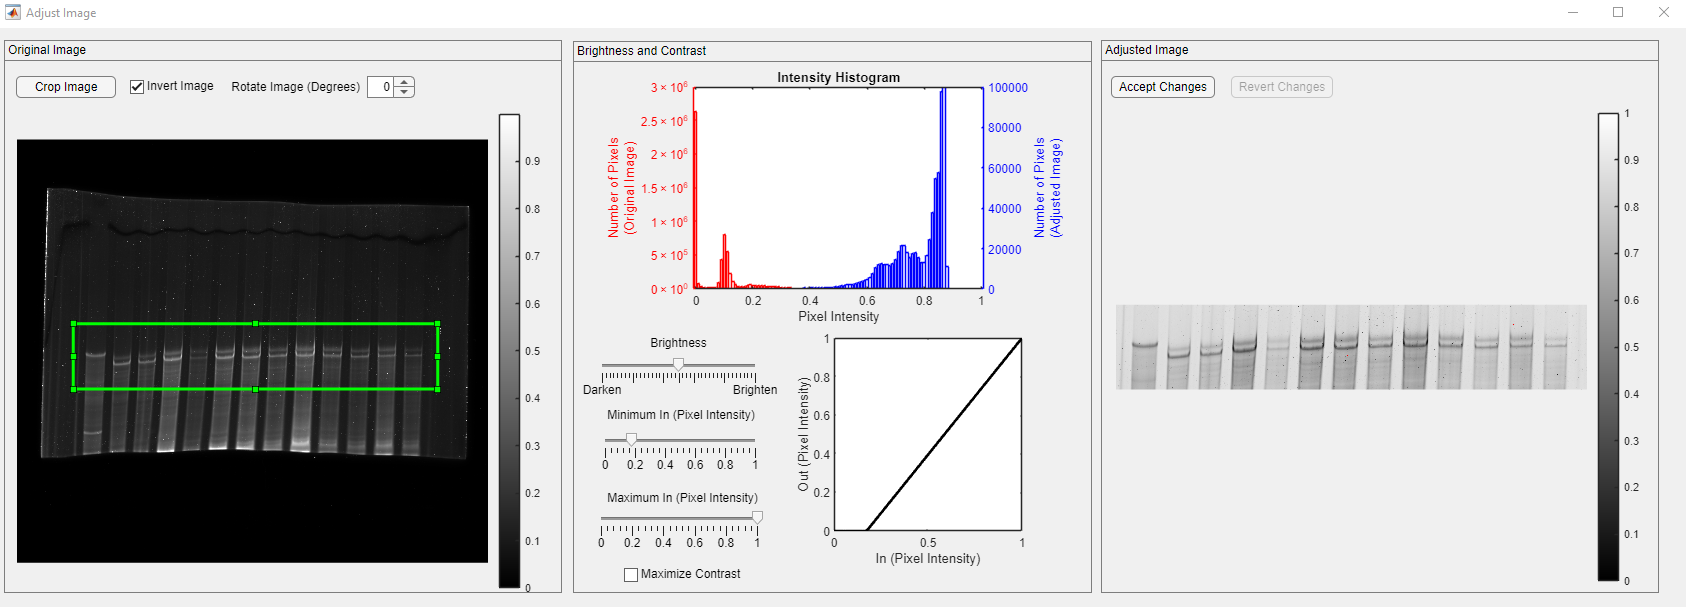 Adjust Image
Original Image
Crop Image
Invert Image
Rotate Image (Degrees)
0
0.9
0.8
0.7
0.6
0.5
0.4
0.3
0.2
0.1
0
Brightness and Contrast
Intensity Histogram
3 × 10⁶
2.5 × 10⁶
2 × 10⁶
1.5 × 10⁶
1 × 10⁶
5 × 10⁵
0 × 10⁰
Number of Pixels
(Original Image)
100000
80000
60000
40000
20000
0
Number of Pixels
(Adjusted Image)
0 0.2 0.4 0.6 0.8 1
Pixel Intensity
Brightness
Darken Brighten
Minimum In (Pixel Intensity)
0 0.2 0.4 0.6 0.8 1
Maximum In (Pixel Intensity)
0 0.2 0.4 0.6 0.8 1
Maximize Contrast
1
0.8
0.6
0.4
0.2
0
Out (Pixel Intensity)
0 0.5 1
In (Pixel Intensity)
Adjusted Image
Accept Changes
Revert Changes
1
0.9
0.8
0.7
0.6
0.5
0.4
0.3
0.2
0.1
0